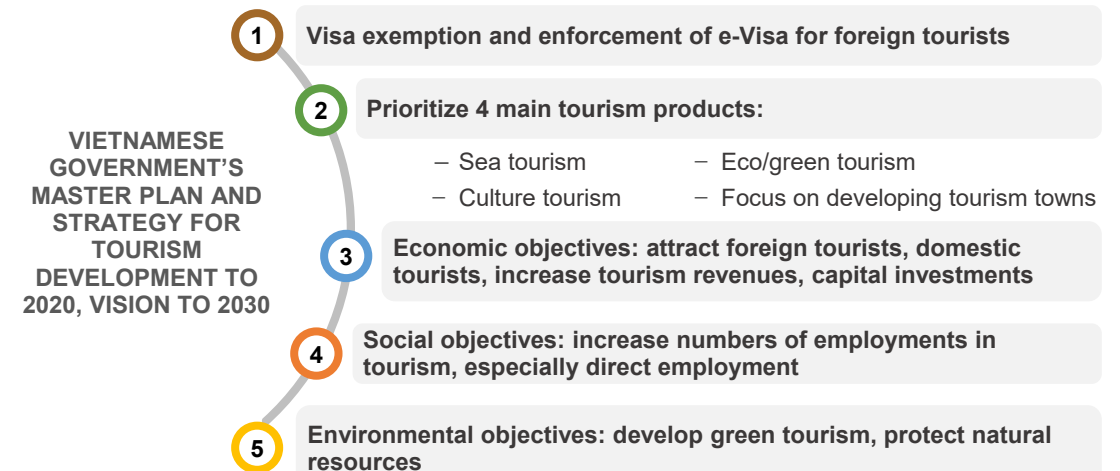 VIETNAMESE
GOVERNMENT'S
MASTER PLAN AND
STRATEGY FOR
TOURISM
DEVELOPMENT TO
2020, VISION TO 2030
1
Visa exemption and enforcement of e-Visa for foreign tourists
2
Prioritize 4 main tourism products:
– Sea tourism
– Eco/green tourism
– Culture tourism
– Focus on developing tourism towns
3
Economic objectives: attract foreign tourists, domestic
tourists, increase tourism revenues, capital investments
4
Social objectives: increase numbers of employments in
tourism, especially direct employment
5
Environmental objectives: develop green tourism, protect natural
resources